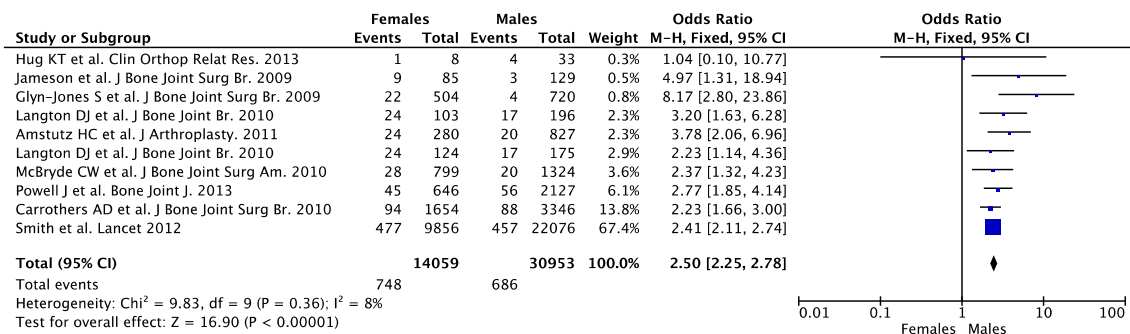 Females Males Odds Ratio Odds Ratio
Study or Subgroup Events Total Events Total Weight M-H, Fixed, 95% CI M-H, Fixed, 95% CI
Hug KT et al. Clin Orthop Relat Res. 2013 1 8 4 33 0.3% 1.04 [0.10, 10.77]
Jameson et al. J Bone Joint Surg Br. 2009 9 85 3 129 0.5% 4.97 [1.31, 18.94]
Glyn-Jones S et al. J Bone Joint Surg Br. 2009 22 504 4 720 0.8% 8.17 [2.80, 23.86]
Langton DJ et al. J Bone Joint Br. 2010 24 103 17 196 2.3% 3.20 [1.63, 6.28]
Amstutz HC et al. J Arthroplasty. 2011 24 280 20 827 2.3% 3.78 [2.06, 6.96]
Langton DJ et al. J Bone Joint Br. 2010 24 124 17 175 2.9% 2.23 [1.14, 4.36]
McBryde CW et al. J Bone Joint Surg Am. 2010 28 799 20 1324 3.6% 2.37 [1.32, 4.23]
Powell J et al. Bone Joint J. 2013 45 646 56 2127 6.1% 2.77 [1.85, 4.14]
Carrothers AD et al. J Bone Joint Surg Br. 2010 94 1654 88 3346 13.8% 2.23 [1.66, 3.00]
Smith et al. Lancet 2012 477 9856 457 22076 67.4% 2.41 [2.11, 2.74]
Total (95% CI) 14059 30953 100.0% 2.50 [2.25, 2.78]
Total events 748 686
Heterogeneity: Chi² = 9.83, df = 9 (P = 0.36); I² = 8%
Test for overall effect: Z = 16.90 (P < 0.00001)
0.01 0.1 1 10 100
Females Males